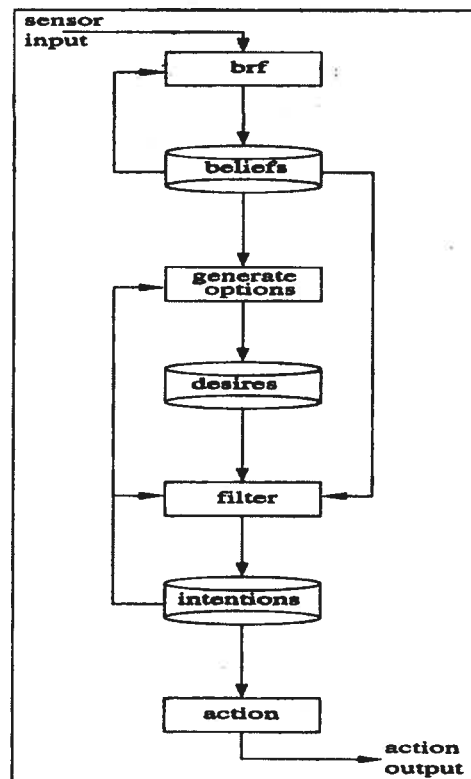 sensor
input
brf
beliefs
generate
options
desires
filter
intentions
action
action
output